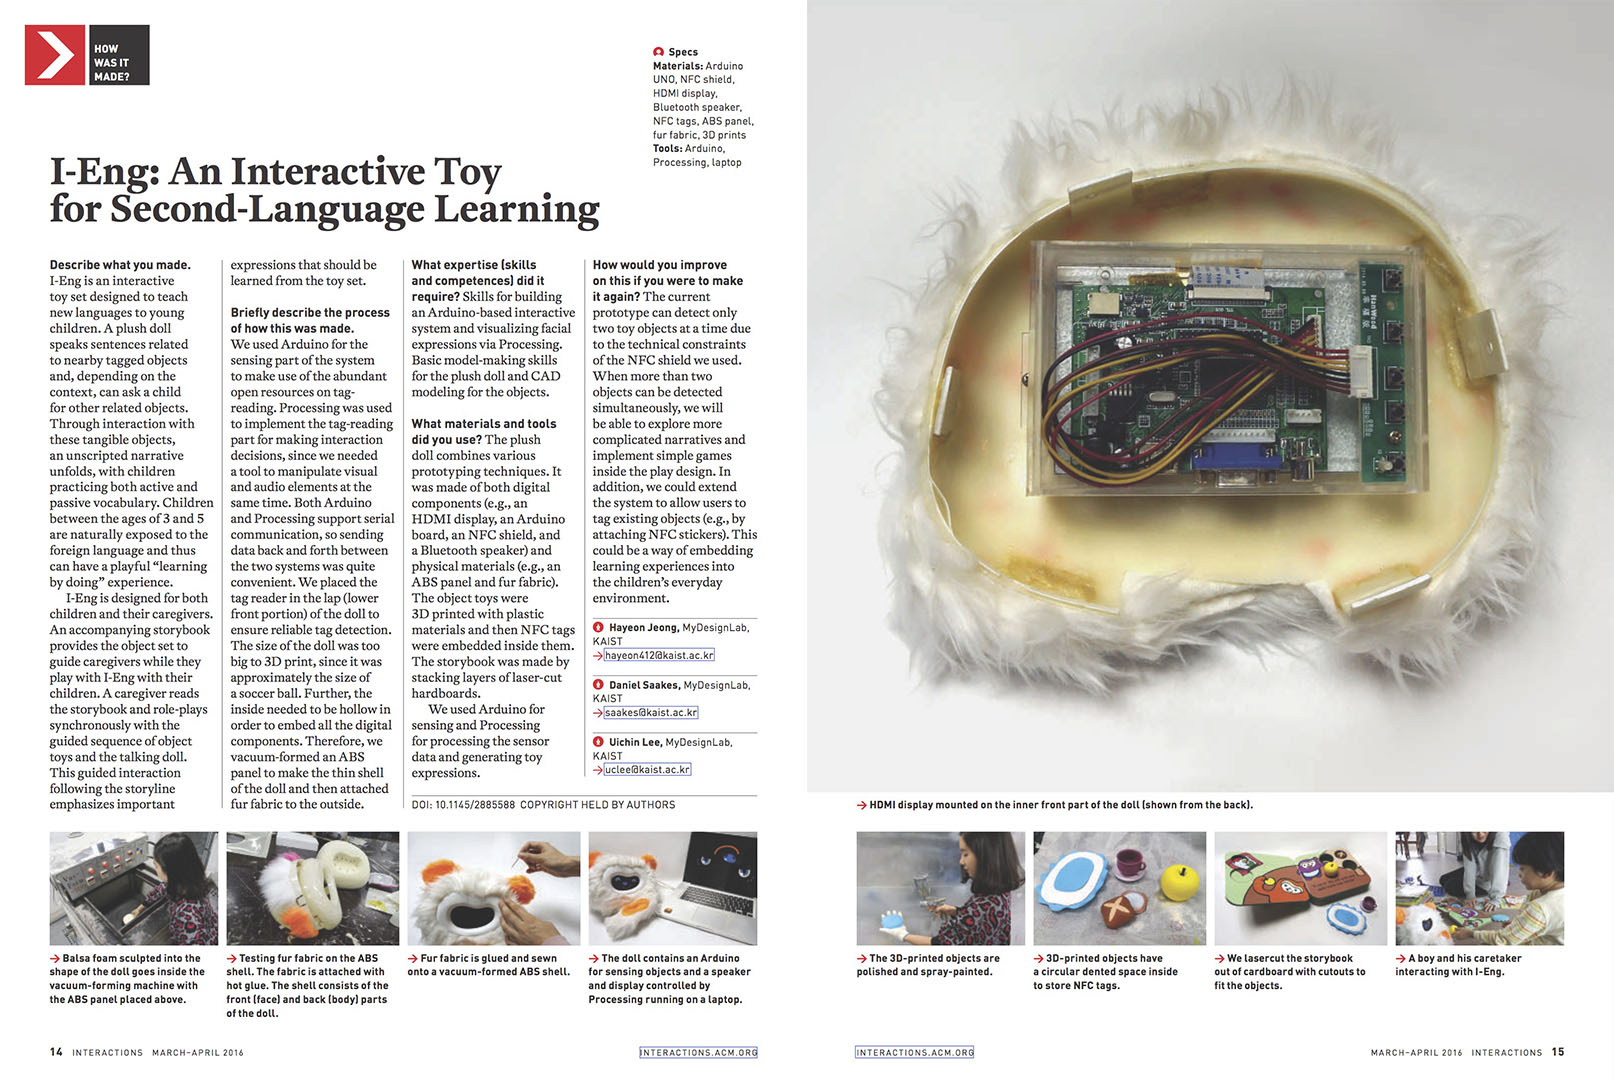 HOW
WAS IT
MADE?
Specs
Materials: Arduino
UNO, NFC shield,
HDMI display,
Bluetooth speaker,
NFC tags, ABS panel,
fur fabric, 3D prints
Tools: Arduino,
Processing, laptop
I-Eng: An Interactive Toy
for Second-Language Learning
Describe what you made.
I-Eng is an interactive
toy set designed to teach
new languages to young
children. A plush doll
speaks sentences related
to nearby tagged objects
and, depending on the
context, can ask a child
for other related objects.
Through interaction with
these tangible objects,
an unscripted narrative
unfolds, with children
practicing both active and
passive vocabulary. Children
between the ages of 3 and 5
are naturally exposed to the
foreign language and thus
can have a playful “learning
by doing” experience.
I-Eng is designed for both
children and their caregivers.
An accompanying storybook
provides the object set to
guide caregivers while they
play with I-Eng with their
children. A caregiver reads
the storybook and role-plays
synchronously with the
guided sequence of object
toys and the talking doll.
This guided interaction
following the storyline
emphasizes important
expressions that should be
learned from the toy set.
Briefly describe the process
of how this was made.
We used Arduino for the
sensing part of the system
to make use of the abundant
open resources on tag-
reading. Processing was used
to implement the tag-reading
part for making interaction
decisions, since we needed
a tool to manipulate visual
and audio elements at the
same time. Both Arduino
and Processing support serial
communication, so sending
data back and forth between
the two systems was quite
convenient. We placed the
tag reader in the lap (lower
front portion) of the doll to
ensure reliable tag detection.
The size of the doll was too
big to 3D print, since it was
approximately the size of
a soccer ball. Further, the
inside needed to be hollow in
order to embed all the digital
components. Therefore, we
vacuum-formed an ABS
panel to make the thin shell
of the doll and then attached
fur fabric to the outside.
What expertise (skills
and competences) did it
require? Skills for building
an Arduino-based interactive
system and visualizing facial
expressions via Processing.
Basic model-making skills
for the plush doll and CAD
modeling for the objects.
What materials and tools
did you use? The plush
doll combines various
prototyping techniques. It
was made of both digital
components (e.g., an
HDMI display, an Arduino
board, an NFC shield, and
a Bluetooth speaker) and
physical materials (e.g., an
ABS panel and fur fabric).
The object toys were
3D printed with plastic
materials and then NFC tags
were embedded inside them.
The storybook was made by
stacking layers of laser-cut
hardboards.
We used Arduino for
sensing and Processing
for processing the sensor
data and generating toy
expressions.
How would you improve
on this if you were to make
it again? The current
prototype can detect only
two toy objects at a time due
to the technical constraints
of the NFC shield we used.
When more than two
objects can be detected
simultaneously, we will
be able to explore more
complicated narratives and
implement simple games
inside the play design. In
addition, we could extend
the system to allow users to
tag existing objects (e.g., by
attaching NFC stickers). This
could be a way of embedding
learning experiences into
the children’s everyday
environment.
Hayeon Jeong, MyDesignLab,
KAIST
→hayeon412@kaist.ac.kr
Daniel Saakes, MyDesignLab,
KAIST
→saakes@kaist.ac.kr
Uichin Lee, MyDesignLab,
KAIST
→uclee@kaist.ac.kr
DOI: 10.1145/2885588 COPYRIGHT HELD BY AUTHORS
→ HDMI display mounted on the inner front part of the doll (shown from the back).
→ Balsa foam sculpted into the
shape of the doll goes inside the
vacuum-forming machine with
the ABS panel placed above.
→ Testing fur fabric on the ABS
shell. The fabric is attached with
hot glue. The shell consists of the
front (face) and back (body) parts
of the doll.
→ Fur fabric is glued and sewn
onto a vacuum-formed ABS shell.
→ The doll contains an Arduino
for sensing objects and a speaker
and display controlled by
Processing running on a laptop.
→ The 3D-printed objects are
polished and spray-painted.
→ 3D-printed objects have
a circular dented space inside
to store NFC tags.
→ We lasercut the storybook
out of cardboard with cutouts to
fit the objects.
→ A boy and his caretaker
interacting with I-Eng.
14 INTERACTIONS MARCH–APRIL 2016
INTERACTIONS.ACM.ORG
INTERACTIONS.ACM.ORG
MARCH–APRIL 2016 INTERACTIONS 15